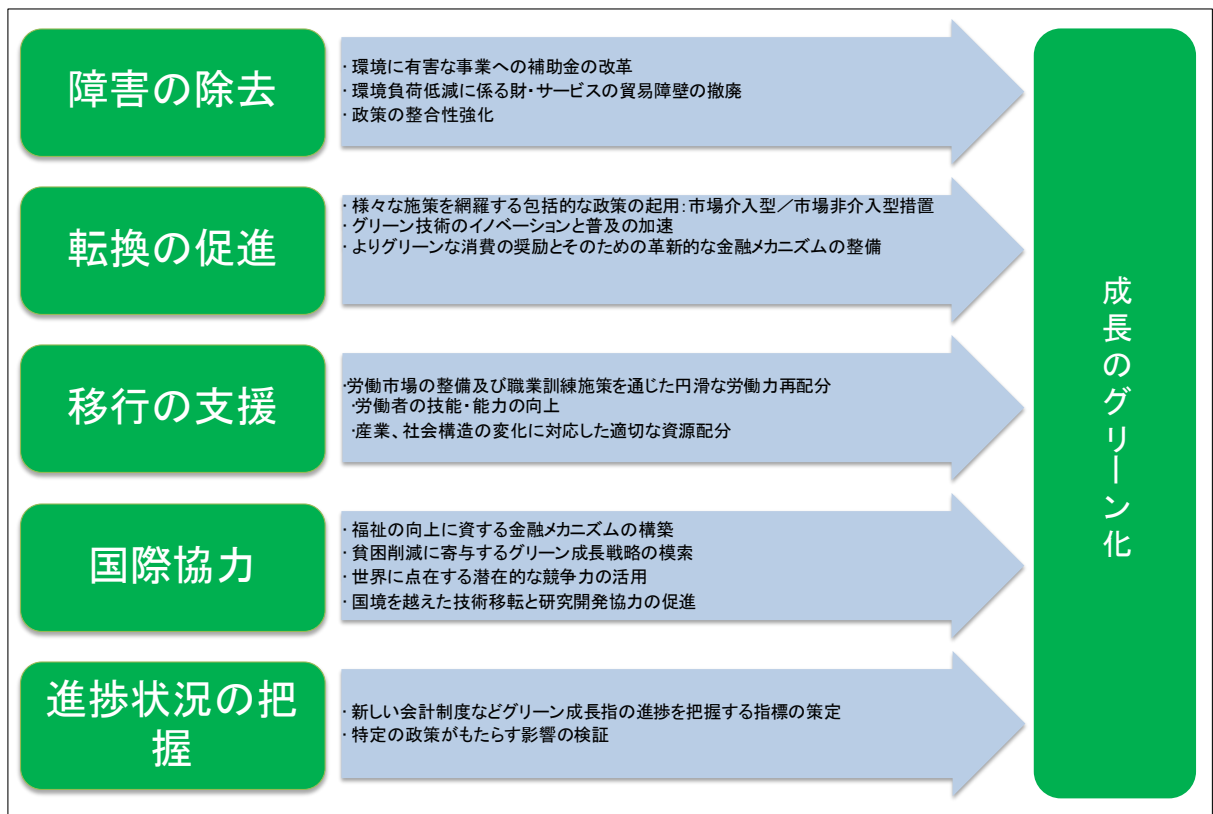 障害の除去
・環境に有害な事業への補助金の改革
・環境負荷低減に係る財・サービスの貿易障壁の撤廃
・政策の整合性強化
転換の促進
・様々な施策を網羅する包括的な政策の起用:市場介入型／市場非介入型措置
・グリーン技術のイノベーションと普及の加速
・よりグリーンな消費の奨励とそのための革新的な金融メカニズムの整備
移行の支援
・労働市場の整備及び職業訓練施策を通じた円滑な労働力再配分
・労働者の技能・能力の向上
・産業、社会構造の変化に対応した適切な資源配分
国際協力
・福祉の向上に資する金融メカニズムの構築
・貧困削減に寄与するグリーン成長戦略の模索
・世界に点在する潜在的な競争力の活用
・国境を越えた技術移転と研究開発協力の促進
進捗状況の把
握
・新しい会計制度などグリーン成長指の進捗を把握する指標の策定
・特定の政策がもたらす影響の検証
成長のグリーン化